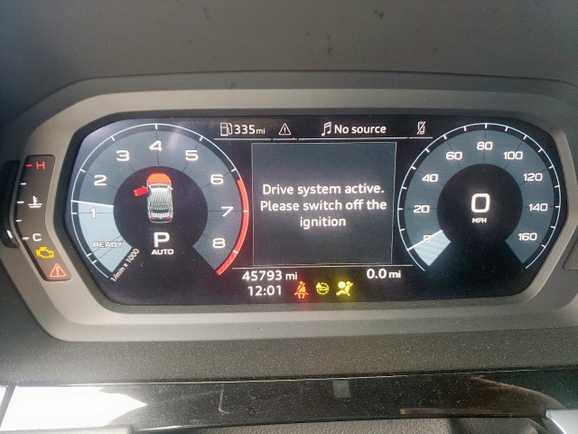 335 mi
No source
H
C
1
2
3
4
5
6
7
8
READY
1/min x 1000
P
AUTO
Drive system active.
Please switch off the
ignition
0
MPH
20
40
60
80
100
120
140
160
45793 mi
0.0 mi
12:01